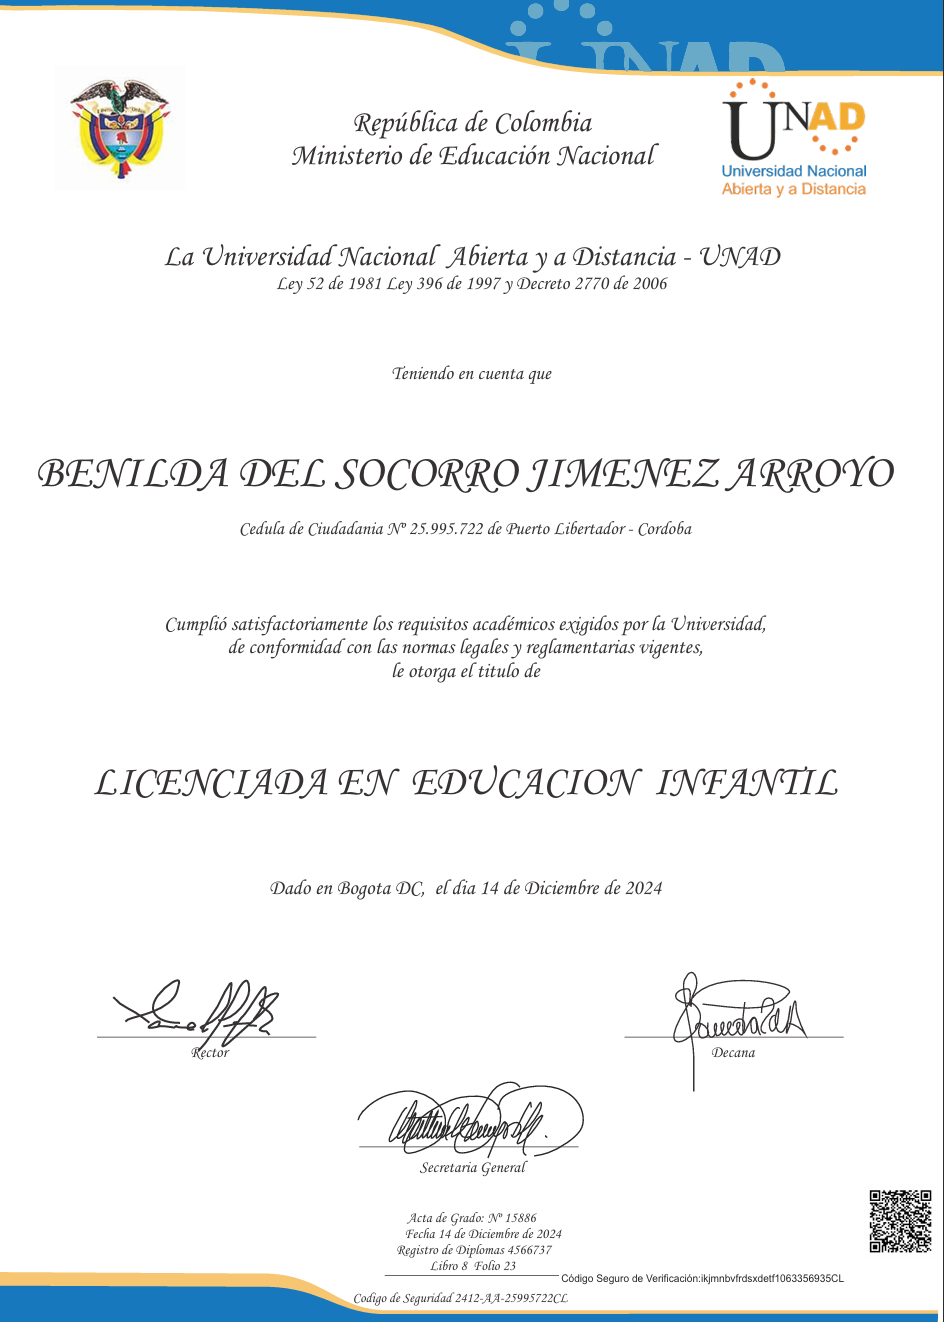 UNAD
República de Colombia
Ministerio de Educación Nacional
UNAD
Universidad Nacional
Abierta y a Distancia
La Universidad Nacional Abierta y a Distancia - UNAD
Ley 52 de 1981 Ley 396 de 1997 y Decreto 2770 de 2006
Teniendo en cuenta que
BENILDA DEL SOCORRO JIMENEZ ARROYO
Cedula de Ciudadania Nº 25.995.722 de Puerto Libertador - Cordoba
Cumplió satisfactoriamente los requisitos académicos exigidos por la Universidad,
de conformidad con las normas legales y reglamentarias vigentes,
le otorga el titulo de
LICENCIADA EN EDUCACION INFANTIL
Dado en Bogota DC, el dia 14 de Diciembre de 2024
Rector
Decana
Secretaria General
Acta de Grado: Nº 15886
Fecha 14 de Diciembre de 2024
Registro de Diplomas 4566737
Libro 8 Folio 23
Código Seguro de Verificación:ikjmnbvfrdsxdetf1063356935CL
Codigo de Seguridad 2412-AA-25995722CL